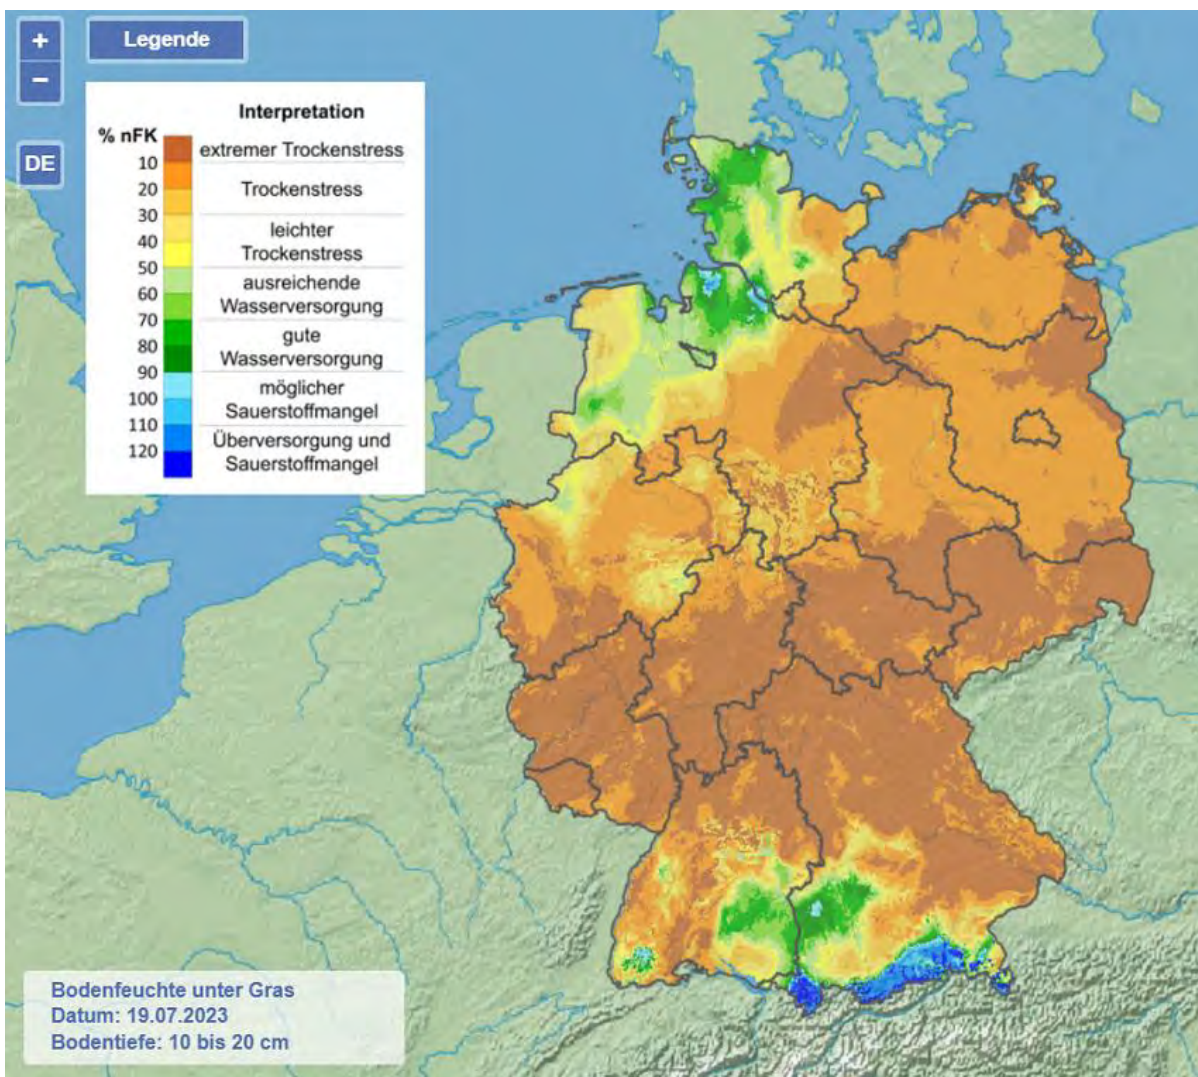 +
Legende
−
DE
Interpretation
% nFK
extremer Trockenstress
10
Trockenstress
20
30
leichter
Trockenstress
40
50
ausreichende
Wasserversorgung
60
70
gute
Wasserversorgung
80
90
möglicher
Sauerstoffmangel
100
110
Überversorgung und
Sauerstoffmangel
120
Bodenfeuchte unter Gras
Datum: 19.07.2023
Bodentiefe: 10 bis 20 cm